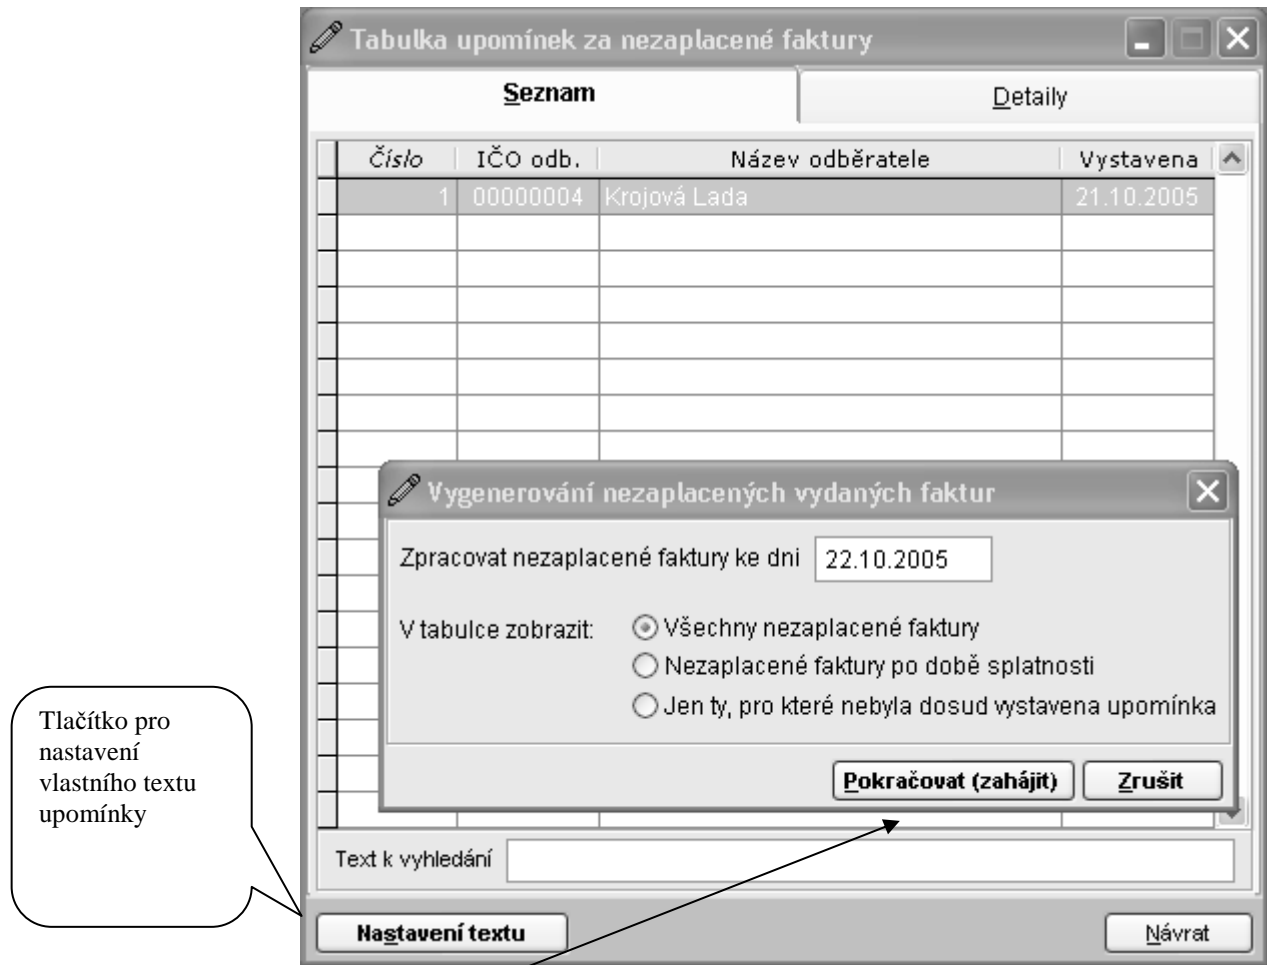 Tabulka upomínek za nezaplacené faktury
Seznam
Detaily
Číslo IČO odb. Název odběratele Vystavena
1 00000004 Krojová Lada 21.10.2005
Vygenerování nezaplacených vydaných faktur
Zpracovat nezaplacené faktury ke dni 22.10.2005
V tabulce zobrazit: Všechny nezaplacené faktury
Nezaplacené faktury po době splatnosti
Jen ty, pro které nebyla dosud vystavena upomínka
Pokračovat (zahájit) Zrušit
Tlačítko pro
nastavení
vlastního textu
upomínky
Text k vyhledání
Nastavení textu
Návrat